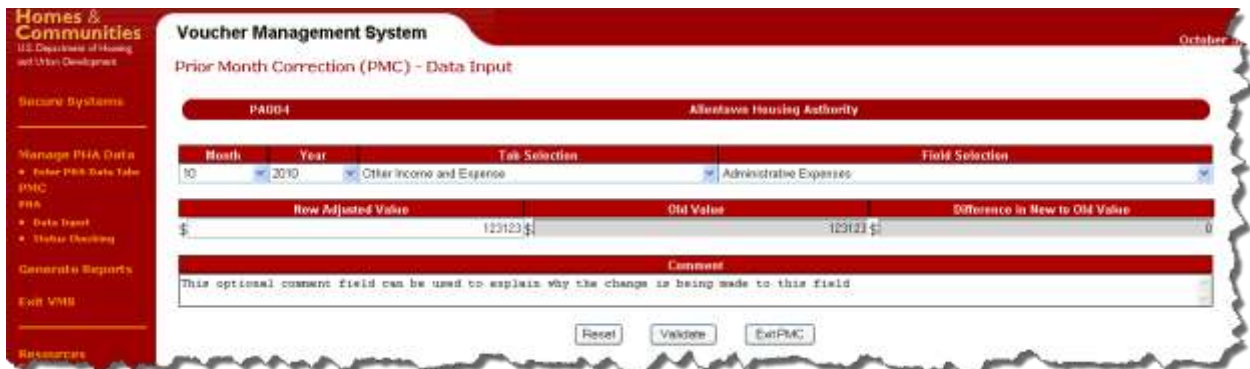 Homes &
Communities
U.S. Department of Housing
and Urban Development
Voucher Management System
October
Prior Month Correction (PMC) - Data Input
Secure Systems
PA004 Allentown Housing Authority
Manage PHA Data
Enter PHA Data Tabs
PMC
PHA
Data Input
Status Checking
Generate Reports
Exit VMS
Resources
Month Year Tab Selection Field Selection
10 2010 Other Income and Expense Administrative Expenses
New Adjusted Value Old Value Difference in New to Old Value
$ 123123 $ 123123 $ 0
Comment
This optional comment field can be used to explain why the change is being made to this field
Reset Validate Exit PMC